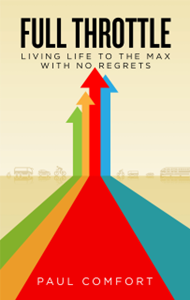 FULL THROTTLE
LIVING LIFE TO THE MAX
WITH NO REGRETS
PAUL COMFORT